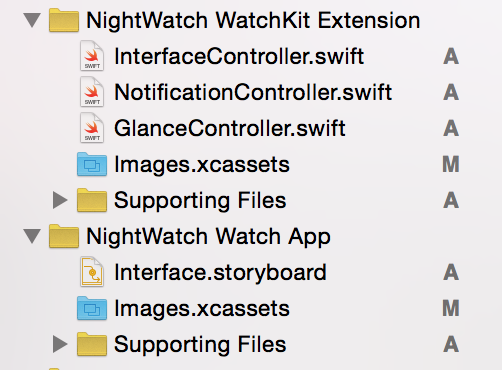 NightWatch WatchKit Extension
InterfaceController.swift A
NotificationController.swift A
GlanceController.swift A
Images.xcassets M
Supporting Files A
NightWatch Watch App
Interface.storyboard A
Images.xcassets M
Supporting Files A